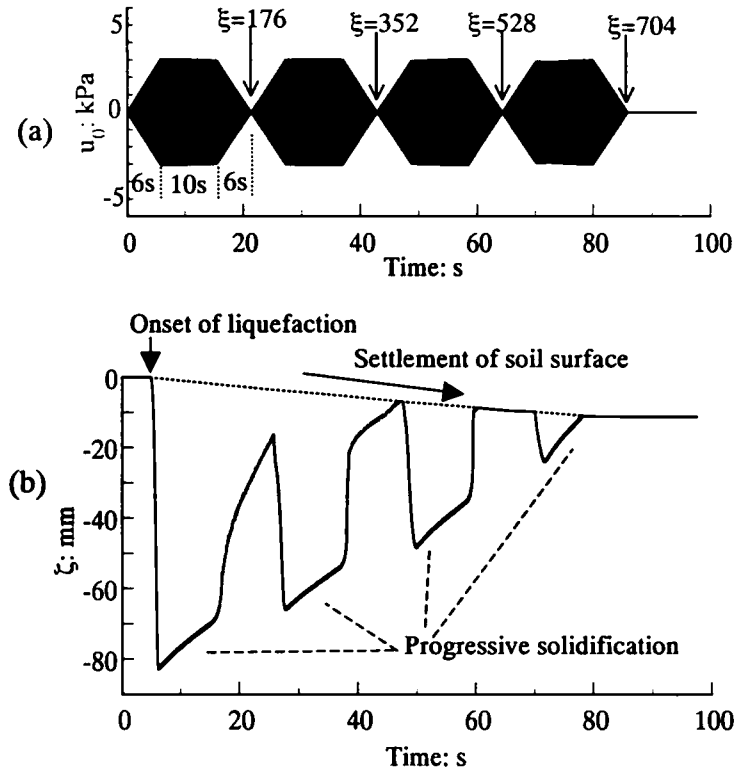 5
ξ=176
ξ=352
ξ=528
ξ=704
(a)
u₀: kPa
0
6s
10s
6s
-5
0
20
40
60
80
100
Time: s
Onset of liquefaction
Settlement of soil surface
0
-20
(b)
ζ: mm
-40
-60
Progressive solidification
-80
0
20
40
60
80
100
Time: s